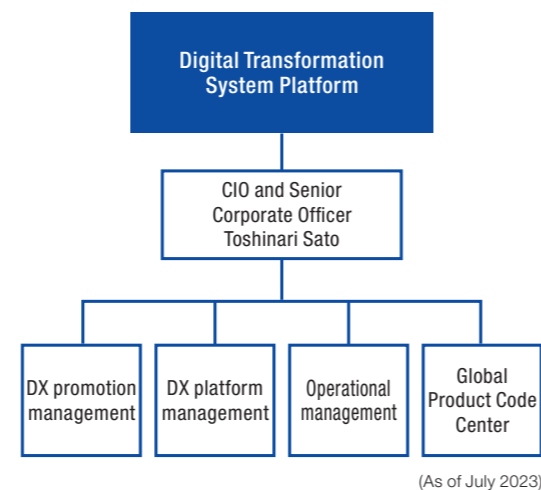 Digital Transformation
System Platform
CIO and Senior
Corporate Officer
Toshinari Sato
DX promotion
management
DX platform
management
Operational
management
Global
Product Code
Center
(As of July 2023)